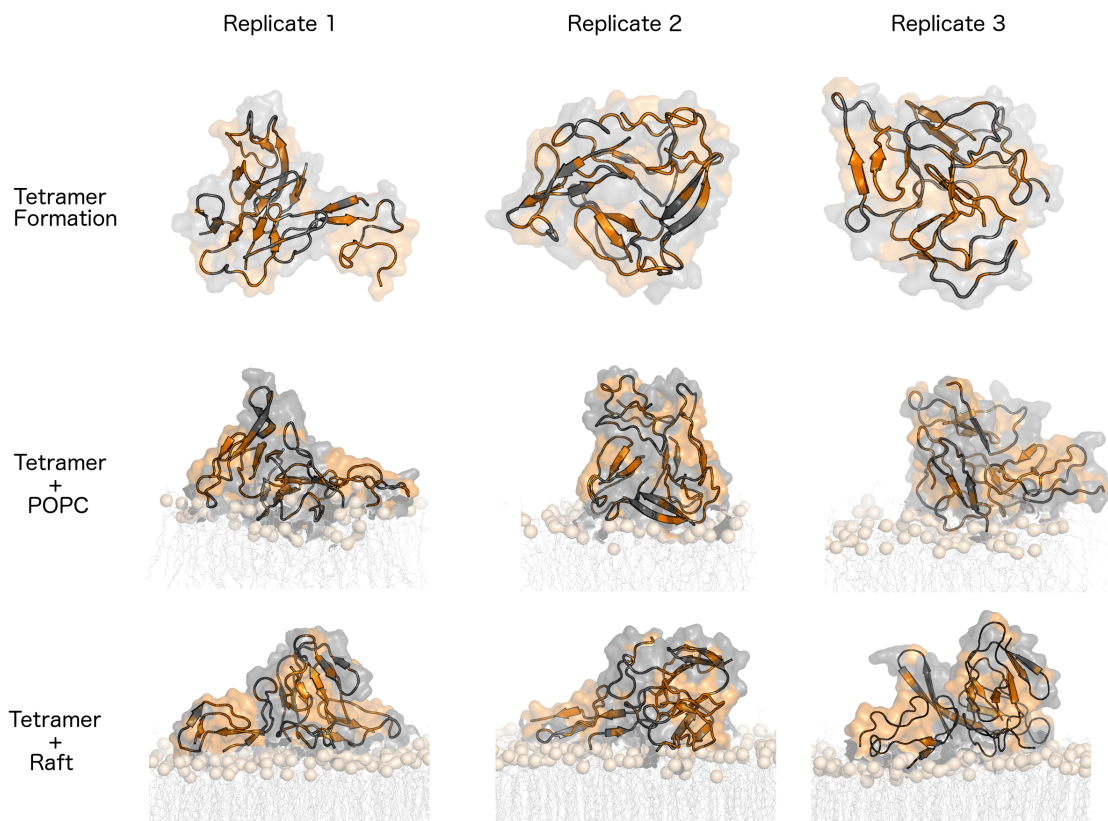 Replicate 1
Replicate 2
Replicate 3
Tetramer
Formation
Tetramer
+
POPC
Tetramer
+
Raft